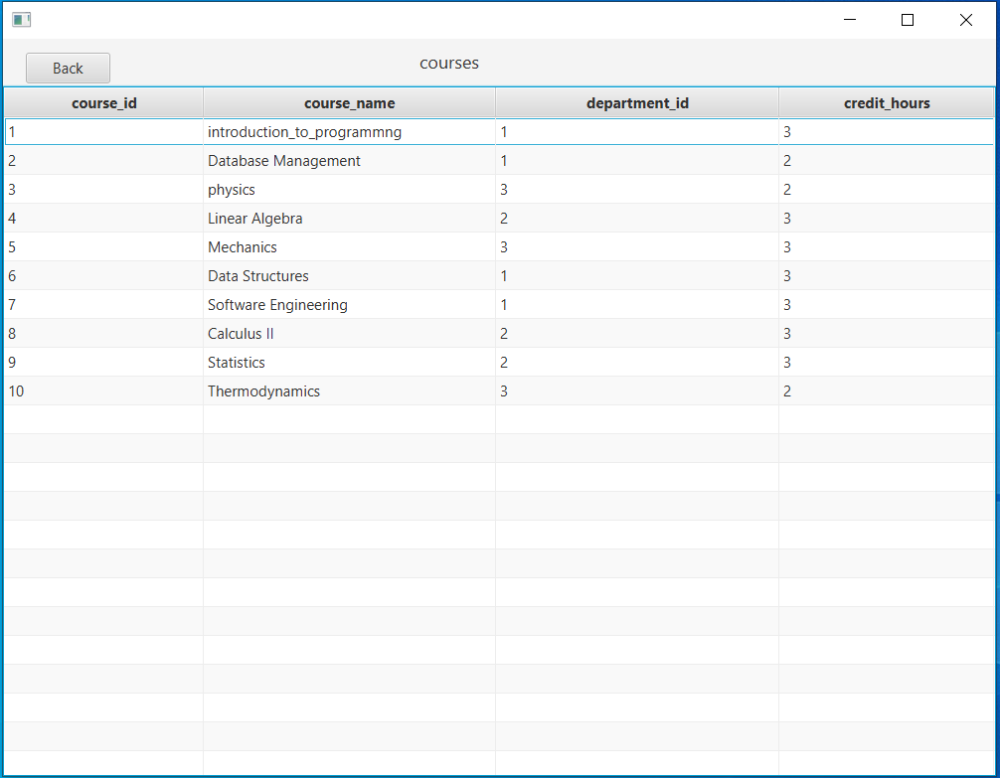 Back courses
course_id course_name department_id credit_hours
1 introduction_to_programmng 1 3
2 Database Management 1 2
3 physics 3 2
4 Linear Algebra 2 3
5 Mechanics 3 3
6 Data Structures 1 3
7 Software Engineering 1 3
8 Calculus II 2 3
9 Statistics 2 3
10 Thermodynamics 3 2